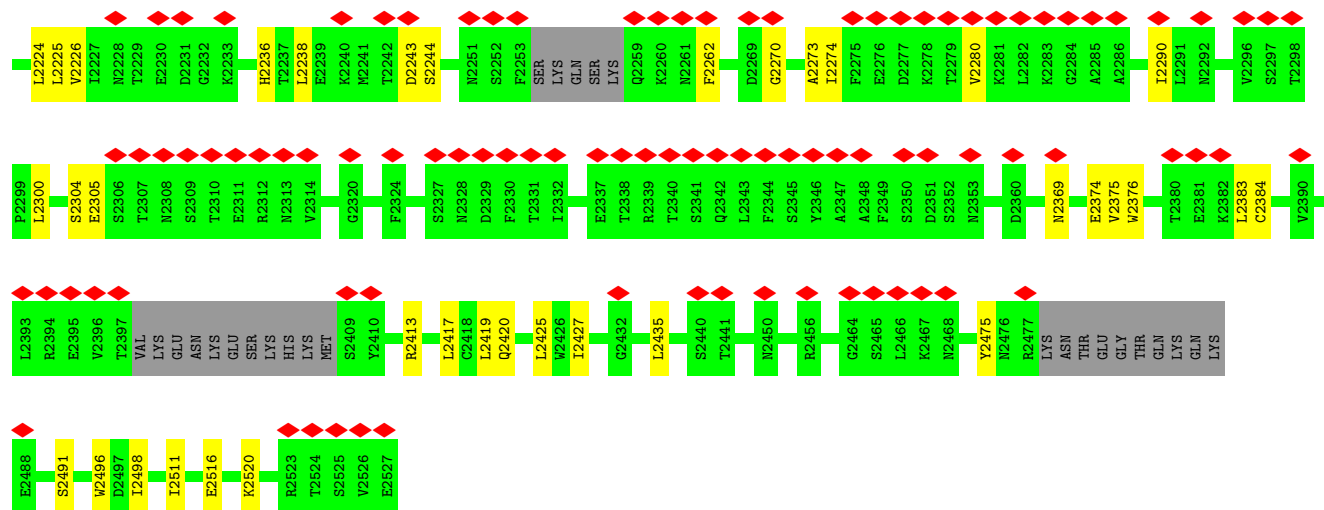 L2224 L2225 V2226 I2227 N2228 T2229 E2230 D2231 G2232 K2233 H2236 T2237 L2238 E2239 K2240 N2241 T2242 D2243 S2244 N2251 S2252 F2253 SER LYS GLN SER LYS Q2259 K2260 N2261 F2262 D2269 G2270 A2273 I2274 F2275 E2276 D2277 K2278 T2279 V2280 K2281 L2282 K2283 G2284 A2285 A2286 I2290 L2291 N2292 V2296 S2297 T2298
P2299 L2300 S2304 E2305 S2306 T2307 N2308 S2309 T2310 E2311 R2312 N2313 V2314 G2320 F2324 S2327 N2328 D2329 F2330 T2331 I2332 E2337 T2338 R2339 T2340 S2341 Q2342 L2343 F2344 S2345 Y2346 A2347 A2348 F2349 S2350 D2351 S2352 N2353 D2360 N2369 E2374 V2375 W2376 T2380 E2381 K2382 L2383 C2384 V2390
L2393 R2394 E2395 V2396 T2397 VAL LYS GLU ASN LYS GLU SER LYS HIS LYS MET S2409 Y2410 R2413 L2417 C2418 L2419 Q2420 L2425 W2426 I2427 G2432 L2435 S2440 T2441 N2450 R2456 G2464 S2465 L2466 K2467 N2468 Y2475 N2476 R2477 LYS ASN THR GLU GLY THR GLN LYS GLN LYS
E2488 S2491 W2496 D2497 I2498 I2511 E2516 K2520 R2523 T2524 S2525 V2526 E2527